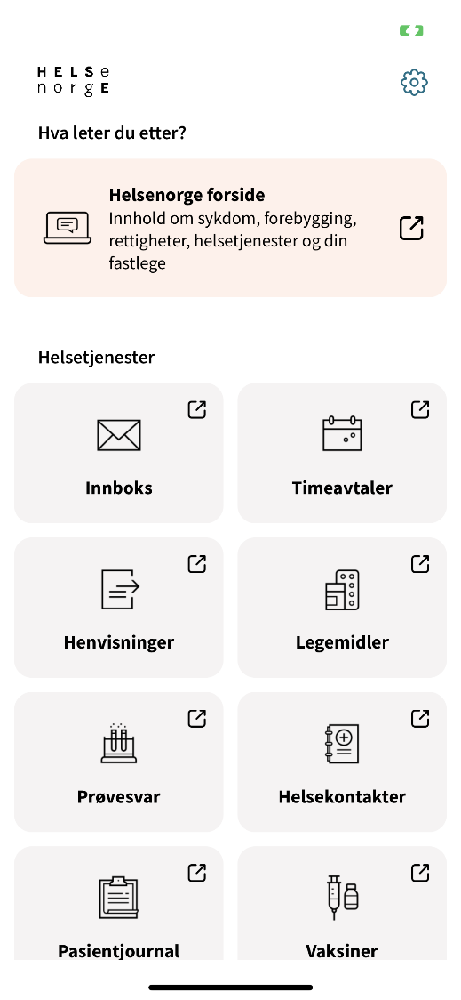 HELSe
norgE
Hva leter du etter?
Helsenorge forside
Innhold om sykdom, forebygging,
rettigheter, helsetjenester og din
fastlege
Helsetjenester
Innboks
Timeavtaler
Henvisninger
Legemidler
Prøvesvar
Helsekontakter
Pasientjournal
Vaksiner